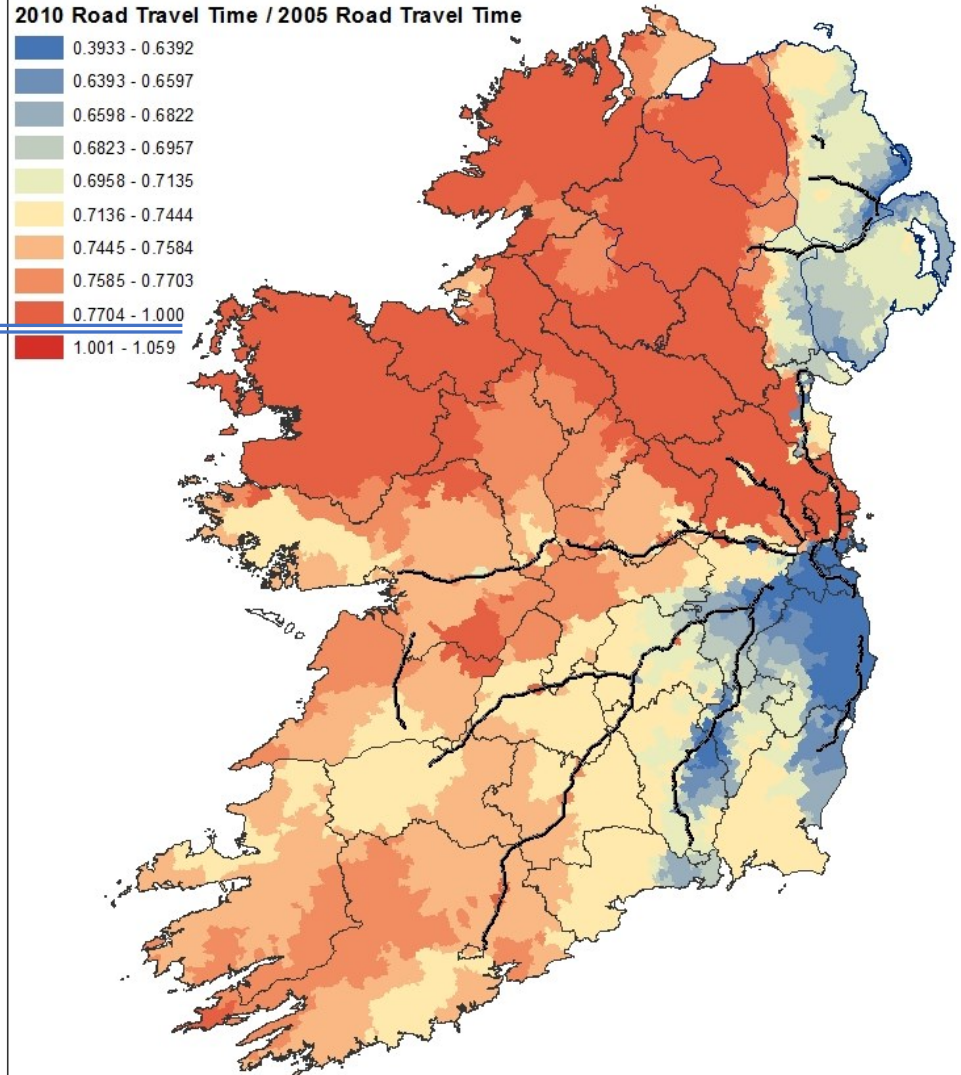 2010 Road Travel Time / 2005 Road Travel Time
0.3933 - 0.6392
0.6393 - 0.6597
0.6598 - 0.6822
0.6823 - 0.6957
0.6958 - 0.7135
0.7136 - 0.7444
0.7445 - 0.7584
0.7585 - 0.7703
0.7704 - 1.000
1.001 - 1.059